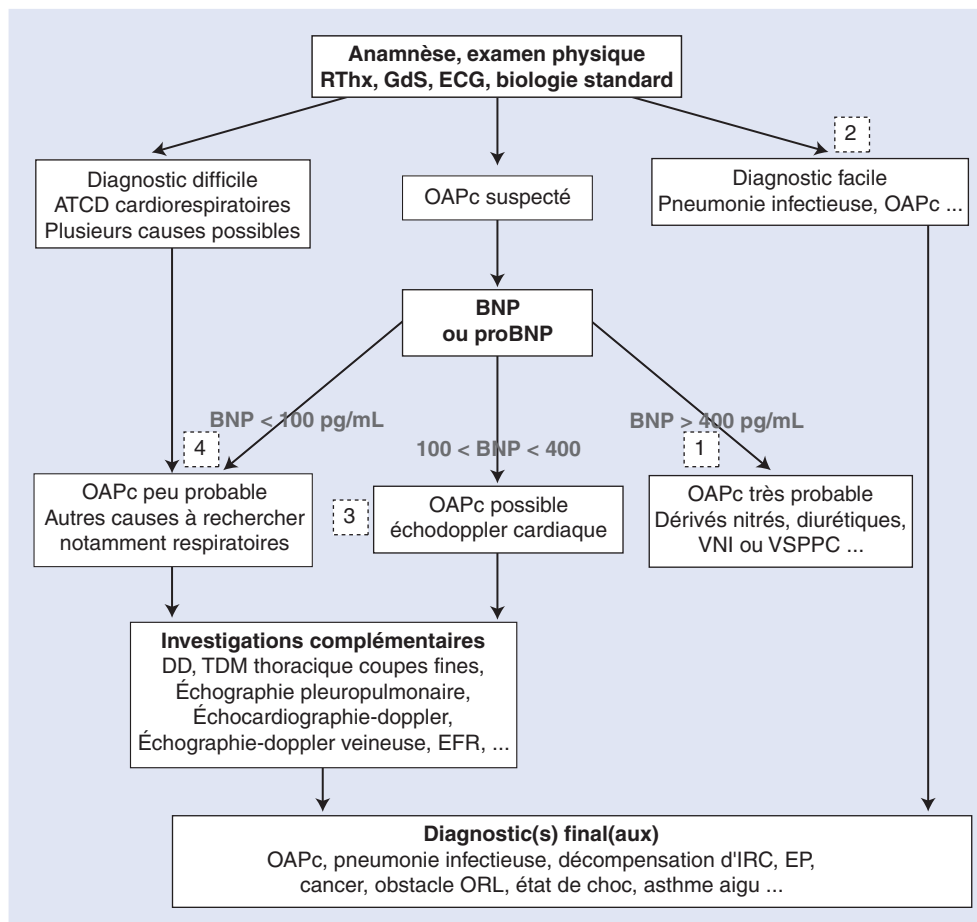 Anamnèse, examen physique
RThx, GdS, ECG, biologie standard
2
Diagnostic difficile
ATCD cardiorespiratoires
Plusieurs causes possibles
OAPc suspecté
Diagnostic facile
Pneumonie infectieuse, OAPc ...
BNP
ou proBNP
BNP < 100 pg/mL
100 < BNP < 400
BNP > 400 pg/mL
4
OAPc peu probable
Autres causes à rechercher
notamment respiratoires
3
OAPc possible
échodoppler cardiaque
1
OAPc très probable
Dérivés nitrés, diurétiques,
VNI ou VSPPC ...
Investigations complémentaires
DD, TDM thoracique coupes fines,
Échographie pleuropulmonaire,
Échocardiographie-doppler,
Échographie-doppler veineuse, EFR, ...
Diagnostic(s) final(aux)
OAPc, pneumonie infectieuse, décompensation d'IRC, EP,
cancer, obstacle ORL, état de choc, asthme aigu ...